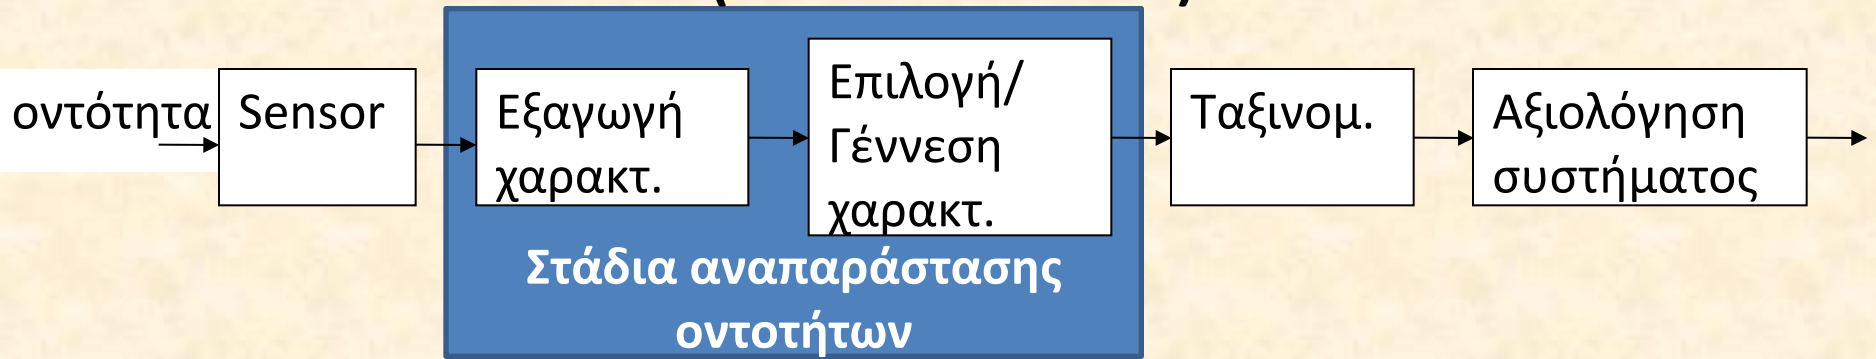 οντότητα
Sensor
Εξαγωγή
χαρακτ.
Επιλογή/
Γέννεση
χαρακτ.
Ταξινομ.
Αξιολόγηση
συστήματος
Στάδια αναπαράστασης
οντοτήτων